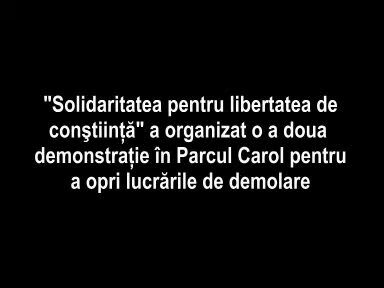 "Solidaritatea pentru libertatea de
conştiinţă" a organizat o a doua
demonstraţie în Parcul Carol pentru
a opri lucrările de demolare